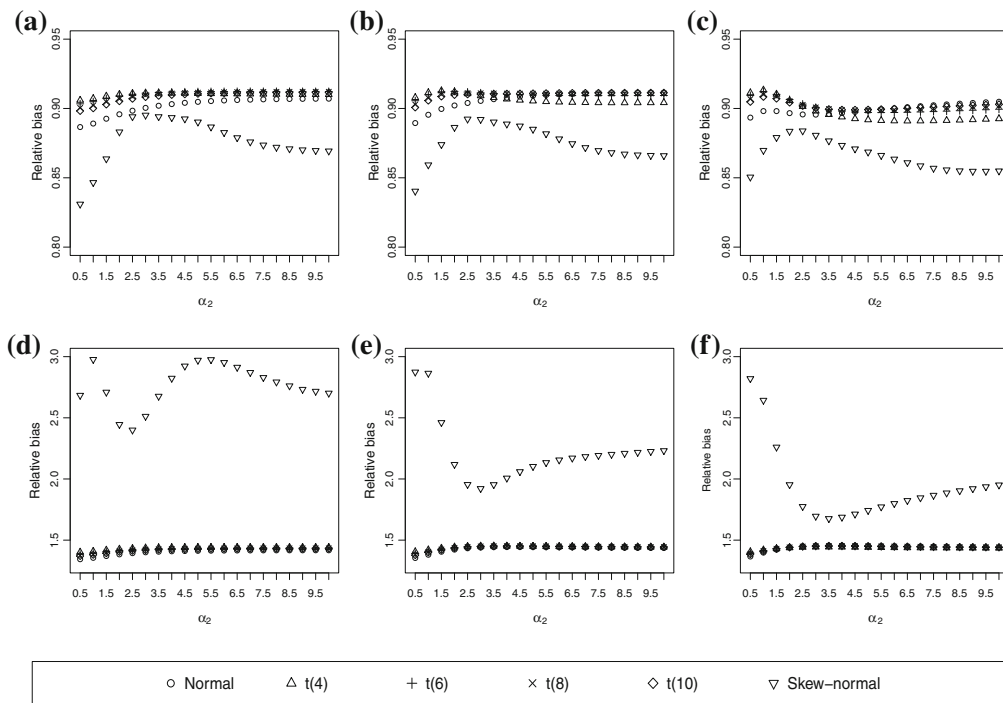 (a) (b) (c)
Relative bias
0.80 0.85 0.90 0.95
0.5 1.5 2.5 3.5 4.5 5.5 6.5 7.5 8.5 9.5
α2
Relative bias
0.80 0.85 0.90 0.95
0.5 1.5 2.5 3.5 4.5 5.5 6.5 7.5 8.5 9.5
α2
Relative bias
0.80 0.85 0.90 0.95
0.5 1.5 2.5 3.5 4.5 5.5 6.5 7.5 8.5 9.5
α2
(d) (e) (f)
Relative bias
1.5 2.0 2.5 3.0
0.5 1.5 2.5 3.5 4.5 5.5 6.5 7.5 8.5 9.5
α2
Relative bias
1.5 2.0 2.5 3.0
0.5 1.5 2.5 3.5 4.5 5.5 6.5 7.5 8.5 9.5
α2
Relative bias
1.5 2.0 2.5 3.0
0.5 1.5 2.5 3.5 4.5 5.5 6.5 7.5 8.5 9.5
α2
Normal t(4) t(6) t(8) t(10) Skew−normal